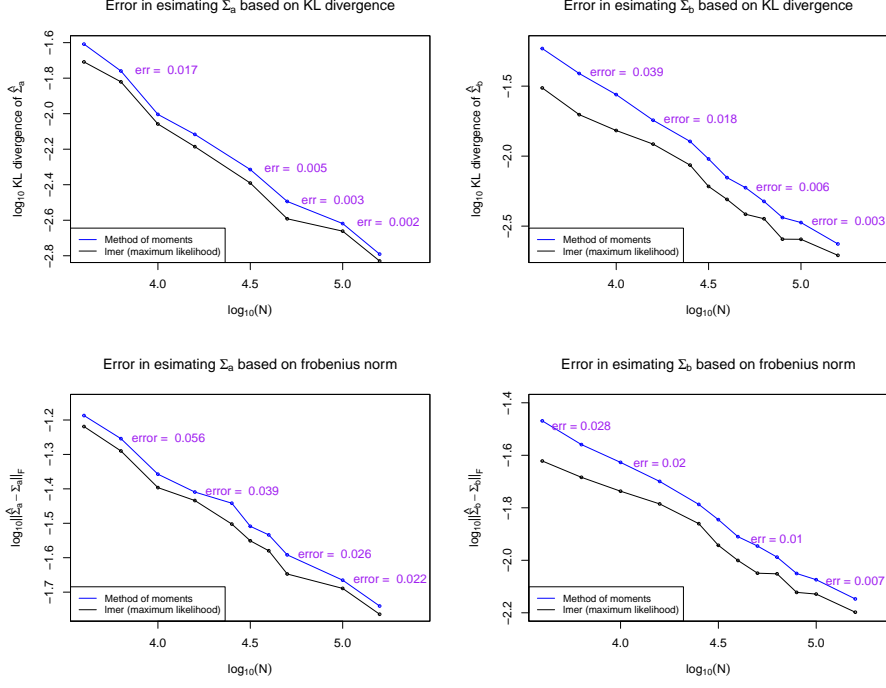 Error in esimating Σa based on KL divergence
log10 KL divergence of Σ̂a
-1.6
-1.8
-2.0
-2.2
-2.4
-2.6
-2.8
err = 0.017
err = 0.005
err = 0.003
err = 0.002
Method of moments
lmer (maximum likelihood)
4.0
4.5
5.0
log10(N)
Error in esimating Σb based on KL divergence
log10 KL divergence of Σ̂b
-1.5
-2.0
-2.5
error = 0.039
error = 0.018
error = 0.006
error = 0.003
Method of moments
lmer (maximum likelihood)
4.0
4.5
5.0
log10(N)
Error in esimating Σa based on frobenius norm
log10||Σ̂a − Σa||F
-1.2
-1.3
-1.4
-1.5
-1.6
-1.7
error = 0.056
error = 0.039
error = 0.026
error = 0.022
Method of moments
lmer (maximum likelihood)
4.0
4.5
5.0
log10(N)
Error in esimating Σb based on frobenius norm
log10||Σ̂b − Σb||F
-1.4
-1.6
-1.8
-2.0
-2.2
err = 0.028
err = 0.02
err = 0.01
err = 0.007
Method of moments
lmer (maximum likelihood)
4.0
4.5
5.0
log10(N)